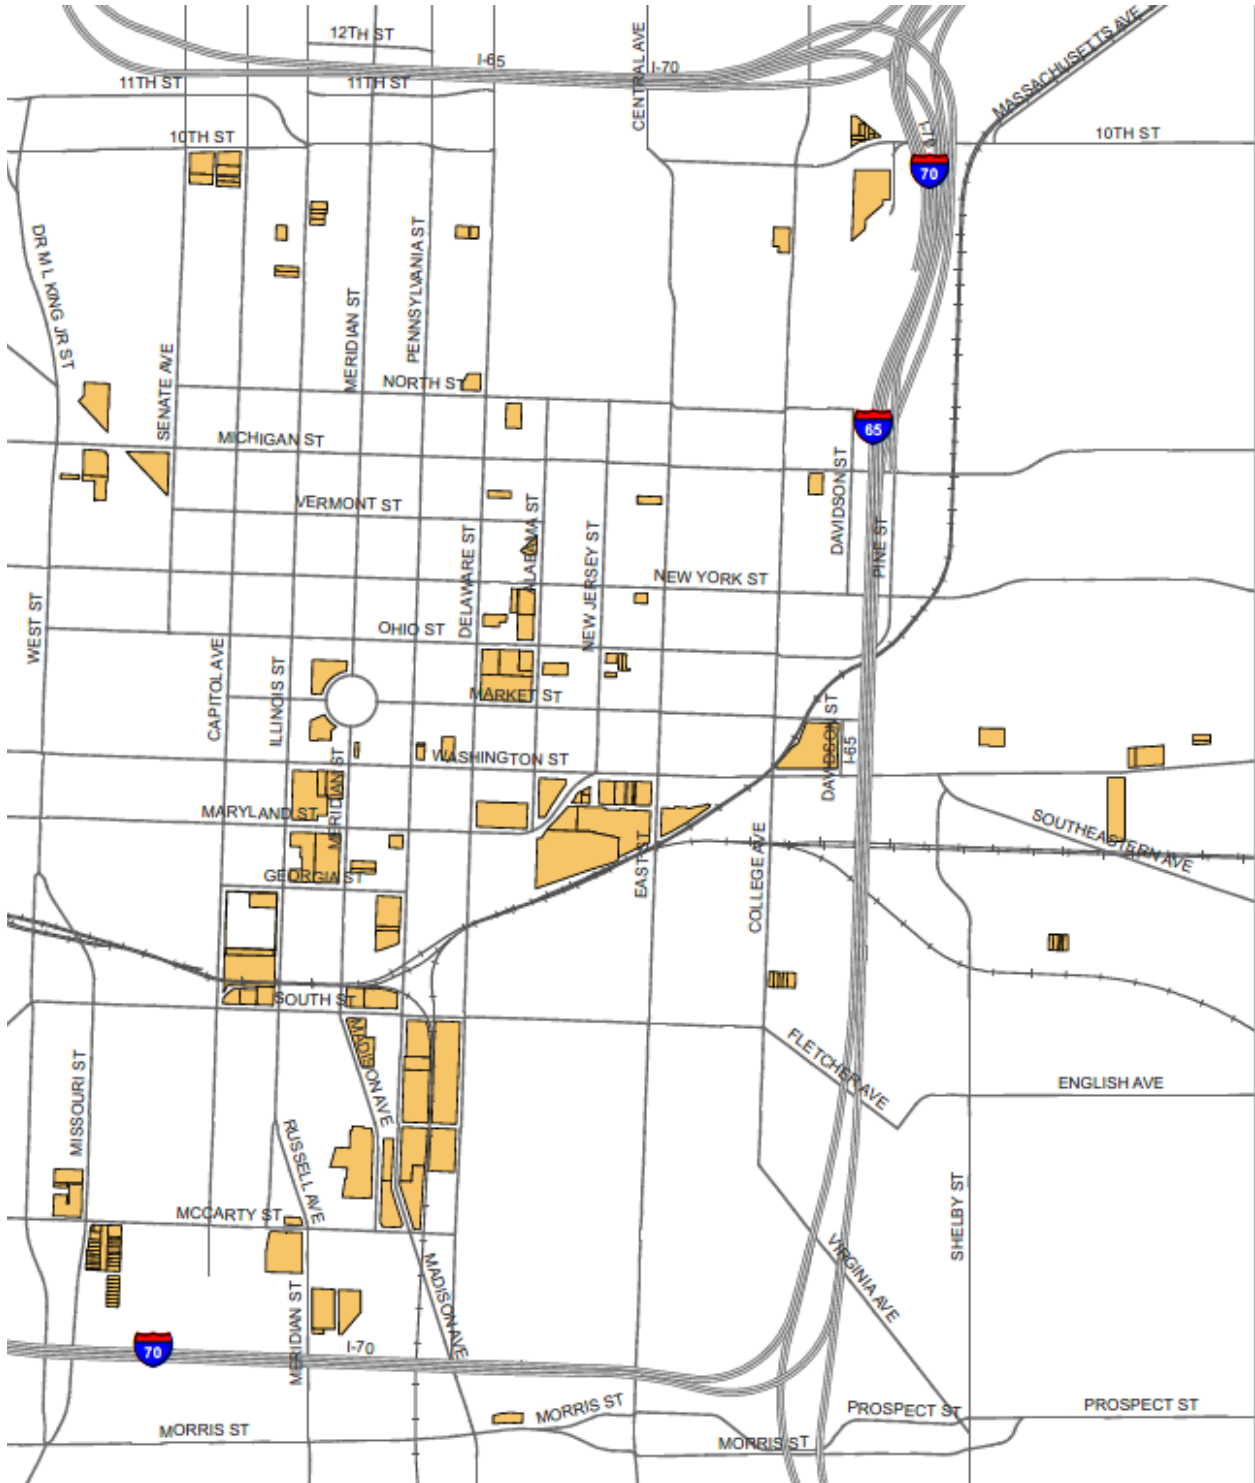 12TH ST
I-65
I-70
CENTRAL AVE
MASSACHUSETTS AVE
11TH ST
11TH ST
10TH ST
10TH ST
70
DR M L KING JR ST
PENNSYLVANIA ST
MERIDIAN ST
SENATE AVE
NORTH ST
65
MICHIGAN ST
DAVIDSON ST
VERMONT ST
ALABAMA ST
DELAWARE ST
NEW JERSEY ST
PINE ST
NEW YORK ST
WEST ST
OHIO ST
CAPITOL AVE
ILLINOIS ST
MARKET ST
DAVIDSON ST
I-65
WASHINGTON ST
MERIDIAN ST
MARYLAND ST
SOUTHEASTERN AVE
EAST ST
COLLEGE AVE
GEORGIA ST
SOUTH ST
MADISON AVE
FLETCHER AVE
ENGLISH AVE
MISSOURI ST
RUSSELL AVE
SHELBY ST
MCCARTY ST
VIRGINIA AVE
MADISON AVE
MERIDIAN ST
70
I-70
MORRIS ST
MORRIS ST
MORRIS ST
PROSPECT ST
PROSPECT ST